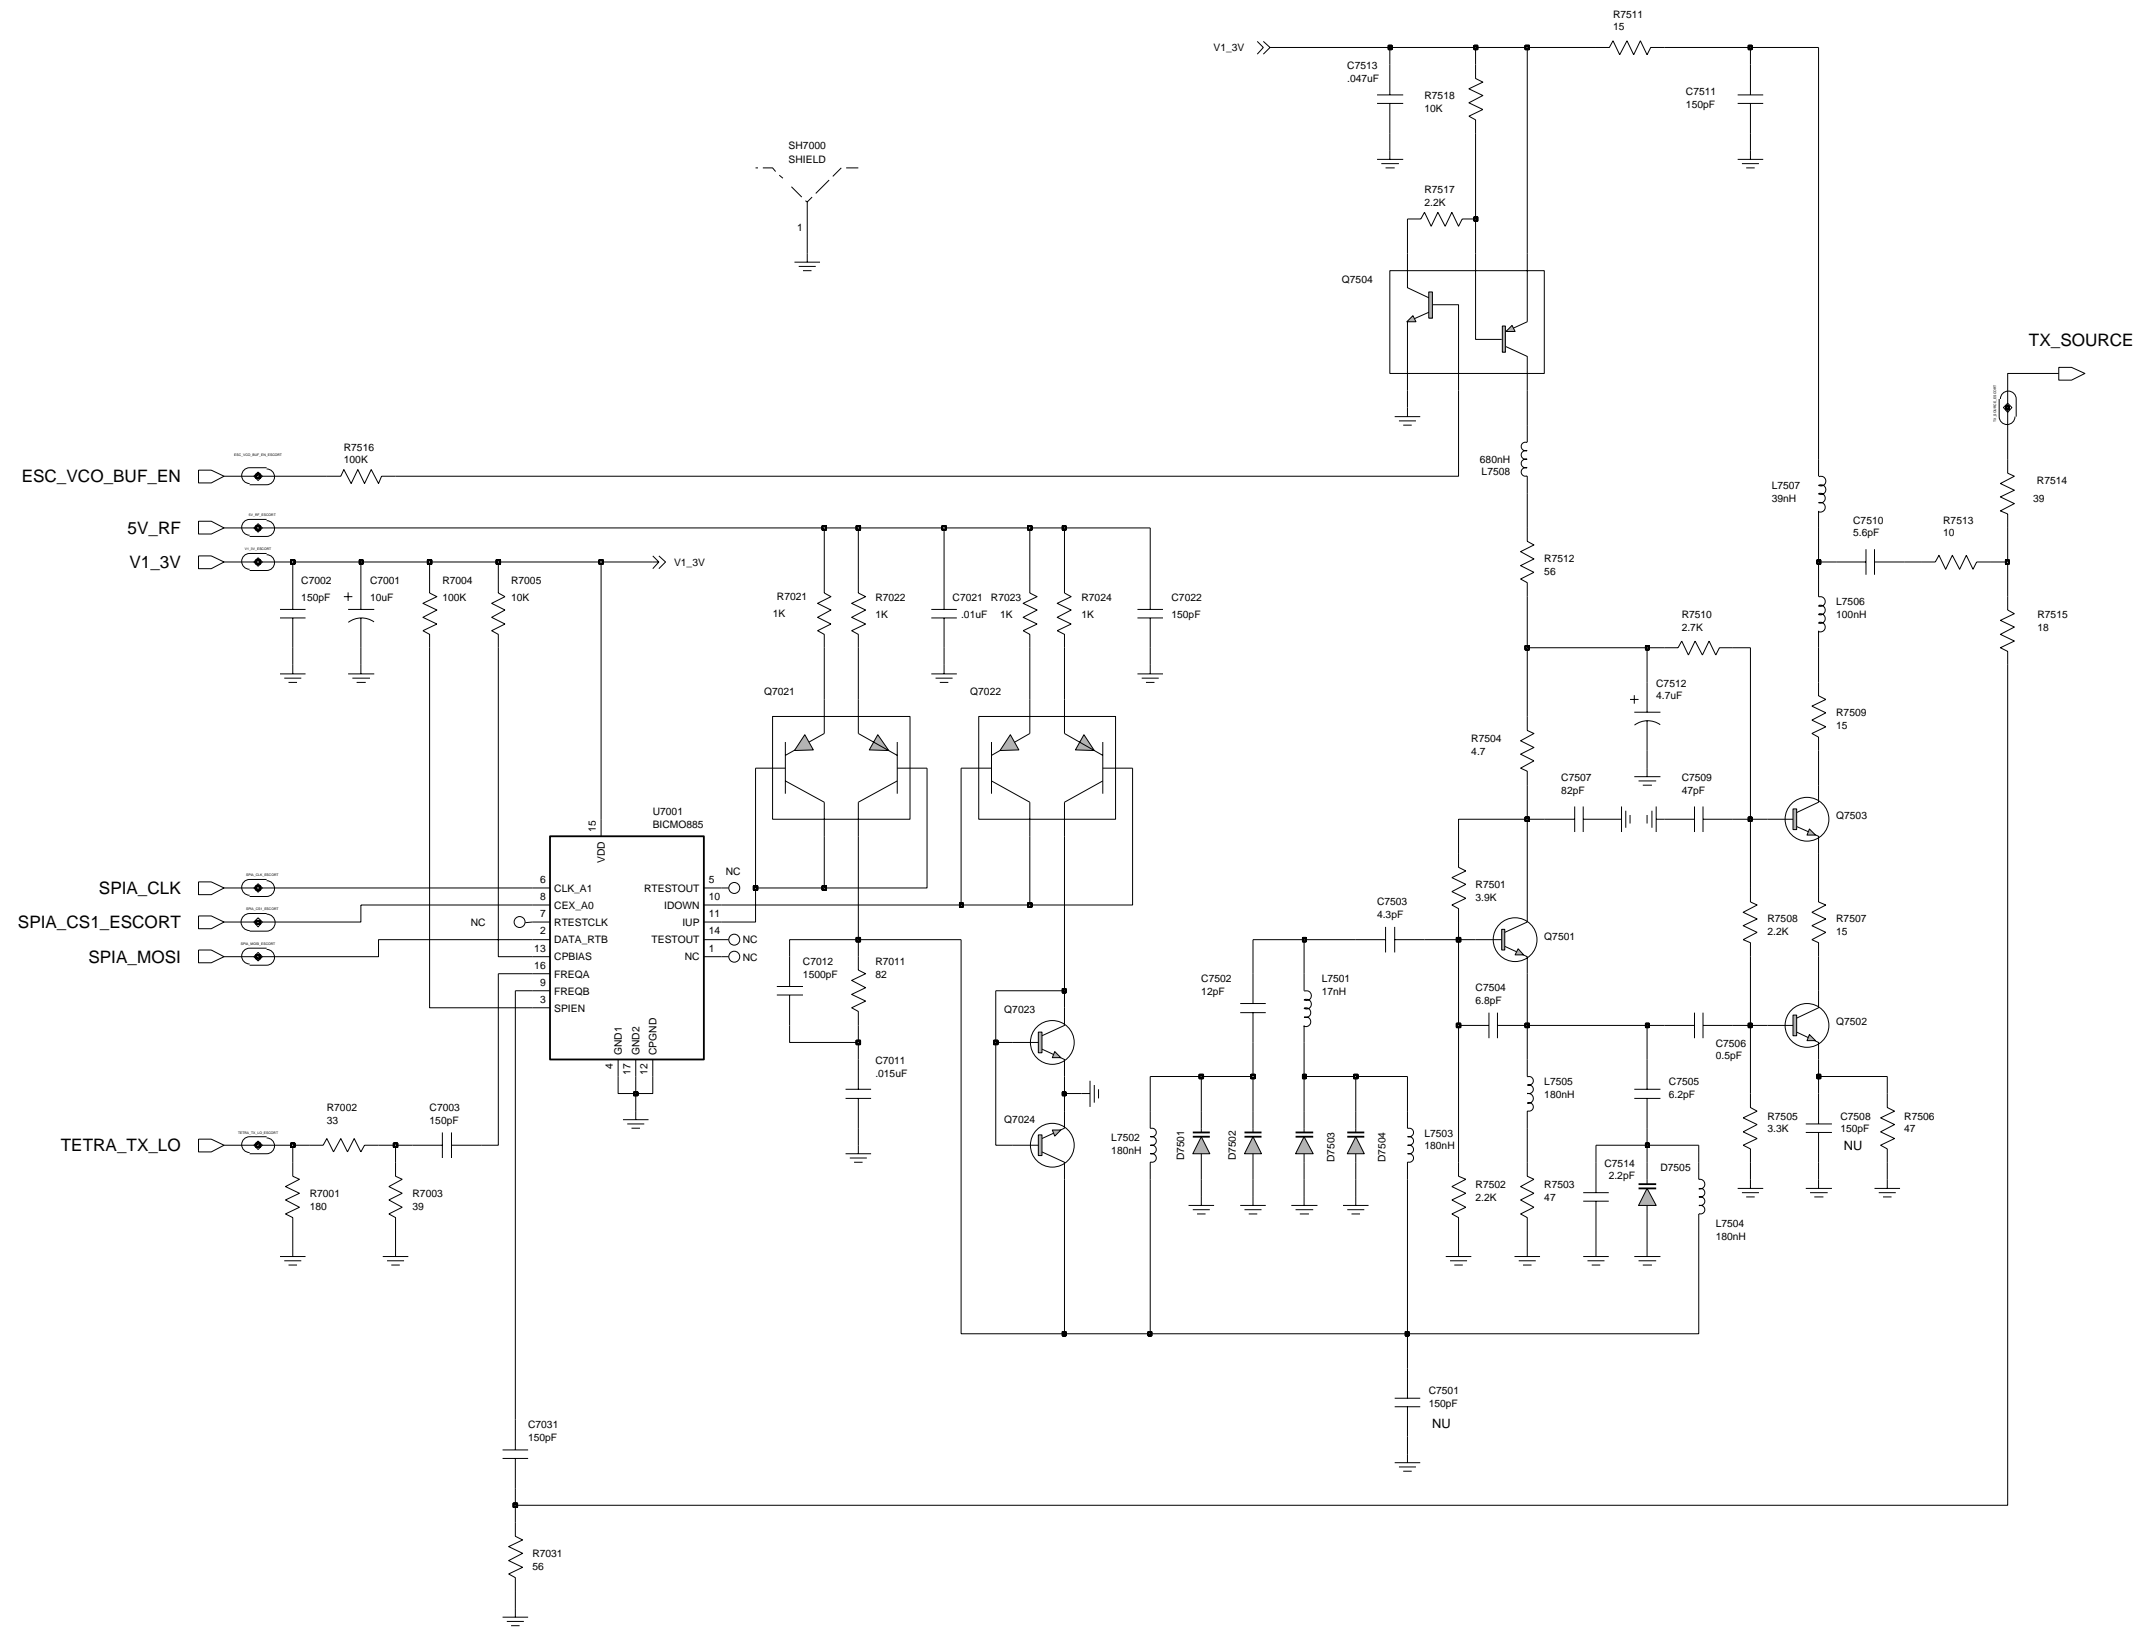 R7511
15
V1_3V
C7513
.047uF
R7518
10K
C7511
150pF
SH7000
SHIELD
1
R7517
2.2K
Q7504
TX_SOURCE
R7516
100K
ESC_VCO_BUF_EN
ESC_VCO_BUF_EN_ESCORT
680nH
L7508
L7507
39nH
R7514
39
5V_RF
5V_RF_ESCORT
C7510
5.6pF
R7513
10
V1_3V
V1_3V_ESCORT
V1_3V
R7512
56
C7002
150pF
+
C7001
10uF
R7004
100K
R7005
10K
R7021
1K
R7022
1K
C7021
.01uF
R7023
1K
R7024
1K
C7022
150pF
L7506
100nH
R7515
18
R7510
2.7K
Q7021
Q7022
C7512
4.7uF
+
R7509
15
R7504
4.7
C7507
82pF
C7509
47pF
Q7503
U7001
BICMO885
15
VDD
SPIA_CLK
SPIA_CLK_ESCORT
6
CLK_A1
RTESTOUT
5
NC
8
CEX_A0
IDOWN
10
SPIA_CS1_ESCORT
SPIA_CS1_ESCORT
NC
7
RTESTCLK
IUP
11
2
DATA_RTB
TESTOUT
14
NC
SPIA_MOSI
SPIA_MOSI_ESCORT
13
CPBIAS
NC
1
NC
16
FREQA
9
FREQB
3
SPIEN
GND1
GND2
CPGND
4
17
12
R7501
3.9K
C7503
4.3pF
Q7501
R7508
2.2K
R7507
15
C7012
1500pF
R7011
82
C7502
12pF
L7501
17nH
C7504
6.8pF
Q7023
Q7502
C7506
0.5pF
C7011
.015uF
L7505
180nH
C7505
6.2pF
TETRA_TX_LO
TETRA_TX_LO_ESCORT
R7002
33
C7003
150pF
Q7024
L7502
180nH
D7501
D7502
D7503
D7504
L7503
180nH
R7505
3.3K
C7508
150pF
NU
R7506
47
R7001
180
R7003
39
R7502
2.2K
R7503
47
C7514
2.2pF
D7505
L7504
180nH
C7501
150pF
NU
C7031
150pF
R7031
56